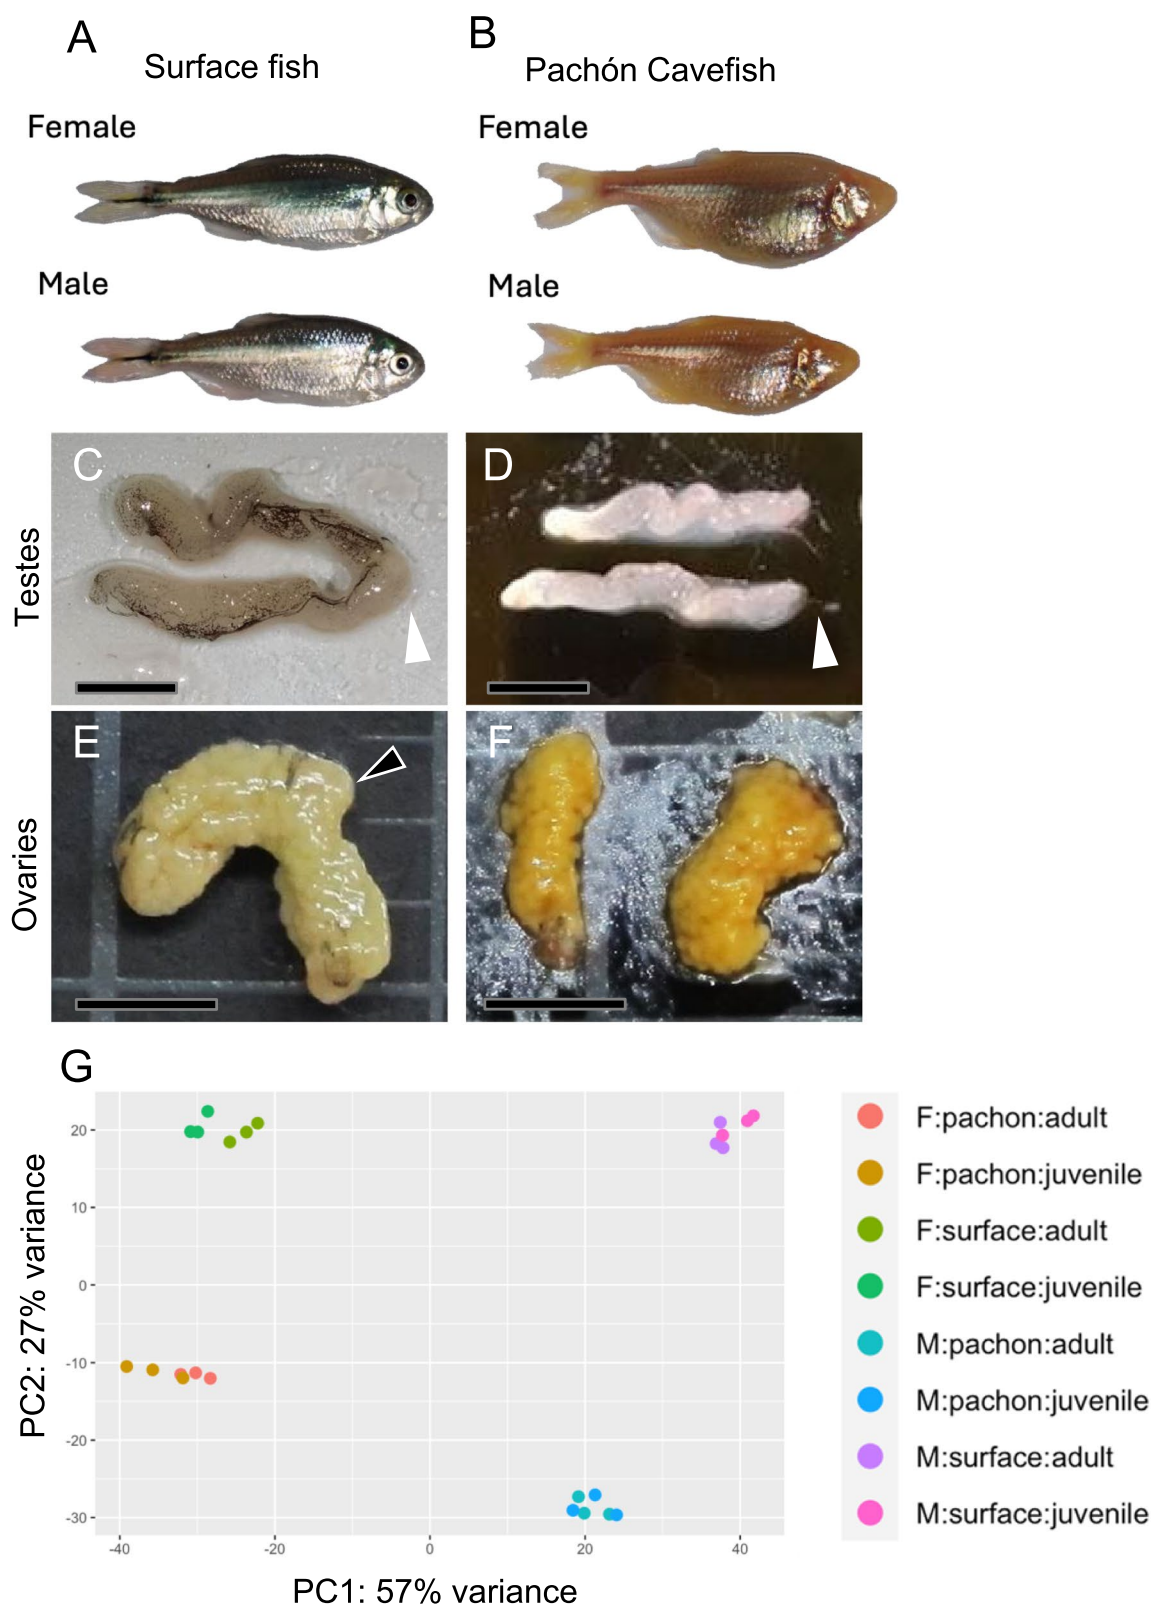 A
Surface fish
B
Pachón Cavefish
Female
Female
Male
Male
Testes
C
D
Ovaries
E
F
G
PC2: 27% variance
20
10
0
-10
-20
-30
-40
-20
0
20
40
PC1: 57% variance
F:pachon:adult
F:pachon:juvenile
F:surface:adult
F:surface:juvenile
M:pachon:adult
M:pachon:juvenile
M:surface:adult
M:surface:juvenile